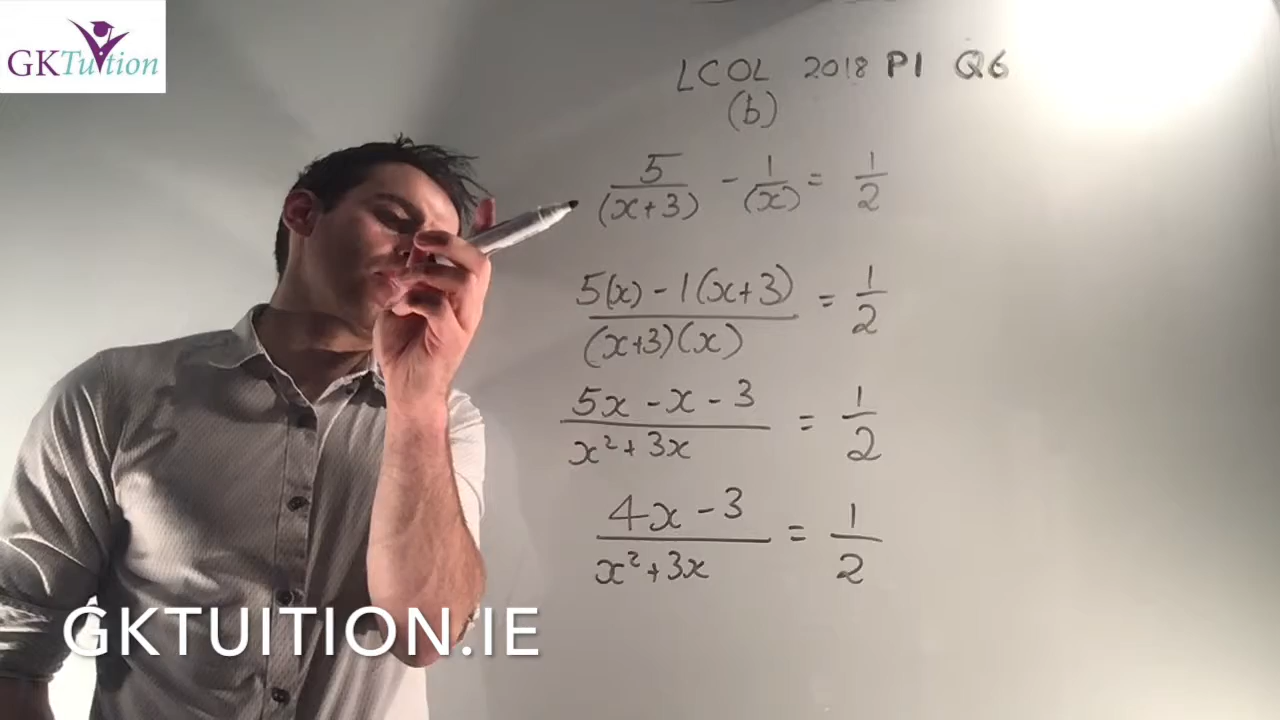 GKTuition
LCOL 2018 P1 Q6
(b)
5/(x+3) - 1/(x) = 1/2
5(x) - 1(x+3)/(x+3)(x) = 1/2
5x - x - 3/x²+3x = 1/2
4x - 3/x²+3x = 1/2
GKTUITION.IE